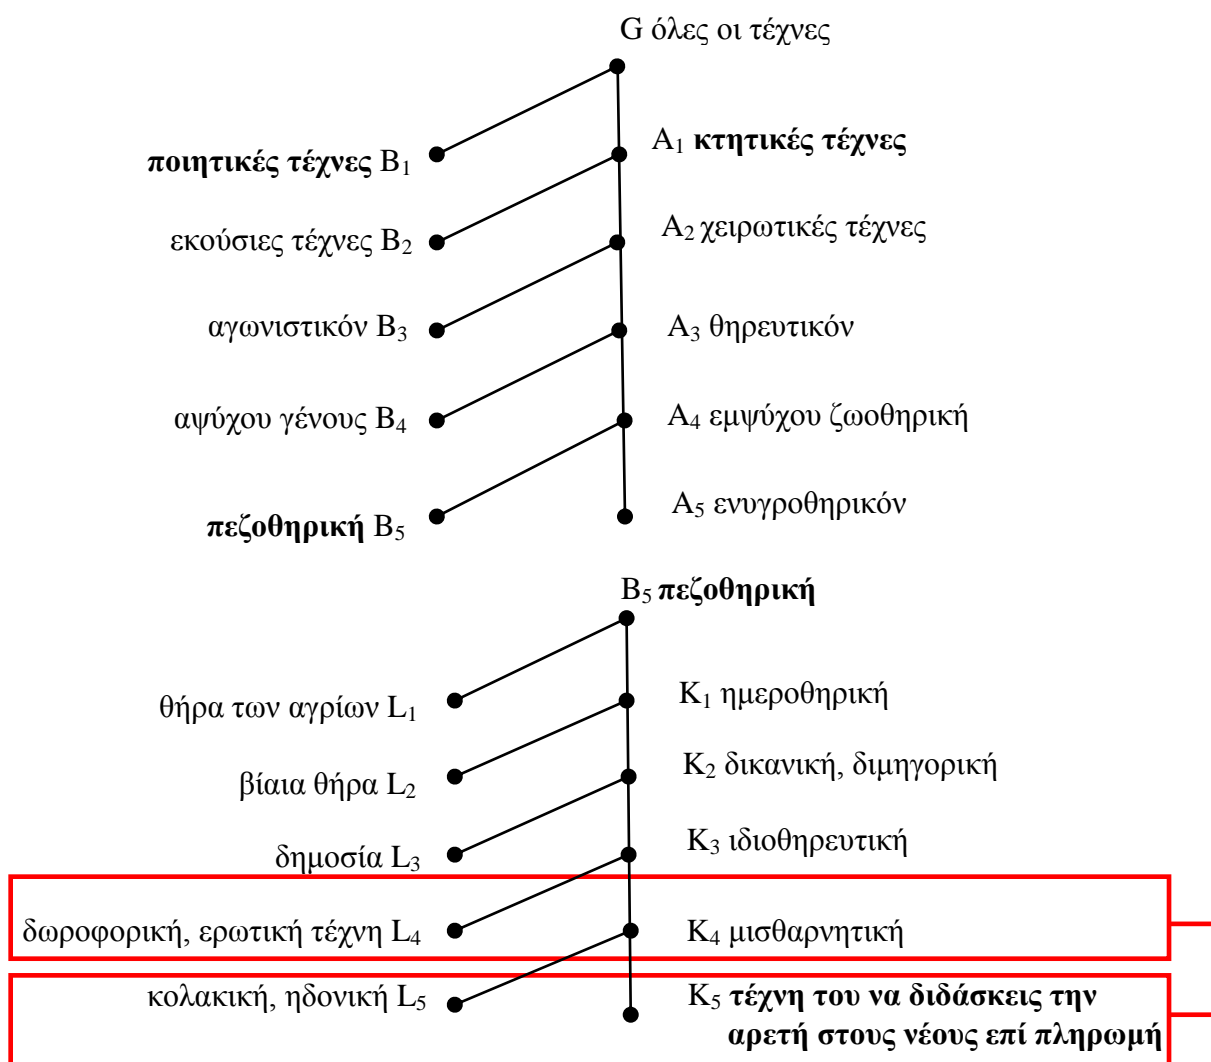 G όλες οι τέχνες
ποιητικές τέχνες B₁
A₁ κτητικές τέχνες
εκούσιες τέχνες B₂
A₂ χειρωτικές τέχνες
αγωνιστικόν B₃
A₃ θηρευτικόν
αψύχου γένους B₄
A₄ εμψύχου ζωοθηρική
πεζοθηρική B₅
A₅ ενυγροθηρικόν
B₅ πεζοθηρική
θήρα των αγρίων L₁
K₁ ημεροθηρική
βίαια θήρα L₂
K₂ δικανική, διμηγορική
δημοσία L₃
K₃ ιδιοθηρευτική
δωροφορική, ερωτική τέχνη L₄
K₄ μισθαρνητική
κολακική, ηδονική L₅
K₅ τέχνη του να διδάσκεις την
αρετή στους νέους επί πληρωμή